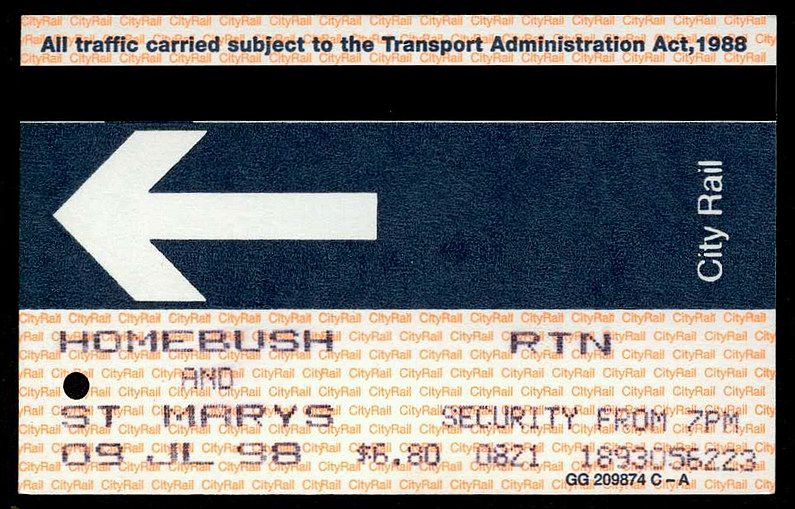 All traffic carried subject to the Transport Administration Act,1988
City Rail
HOMEBUSH RTN
AND
ST MARYS SECURITY FROM 7PM
09 JL 98 $6.80 0821 1893056223
GG 209874 C–A